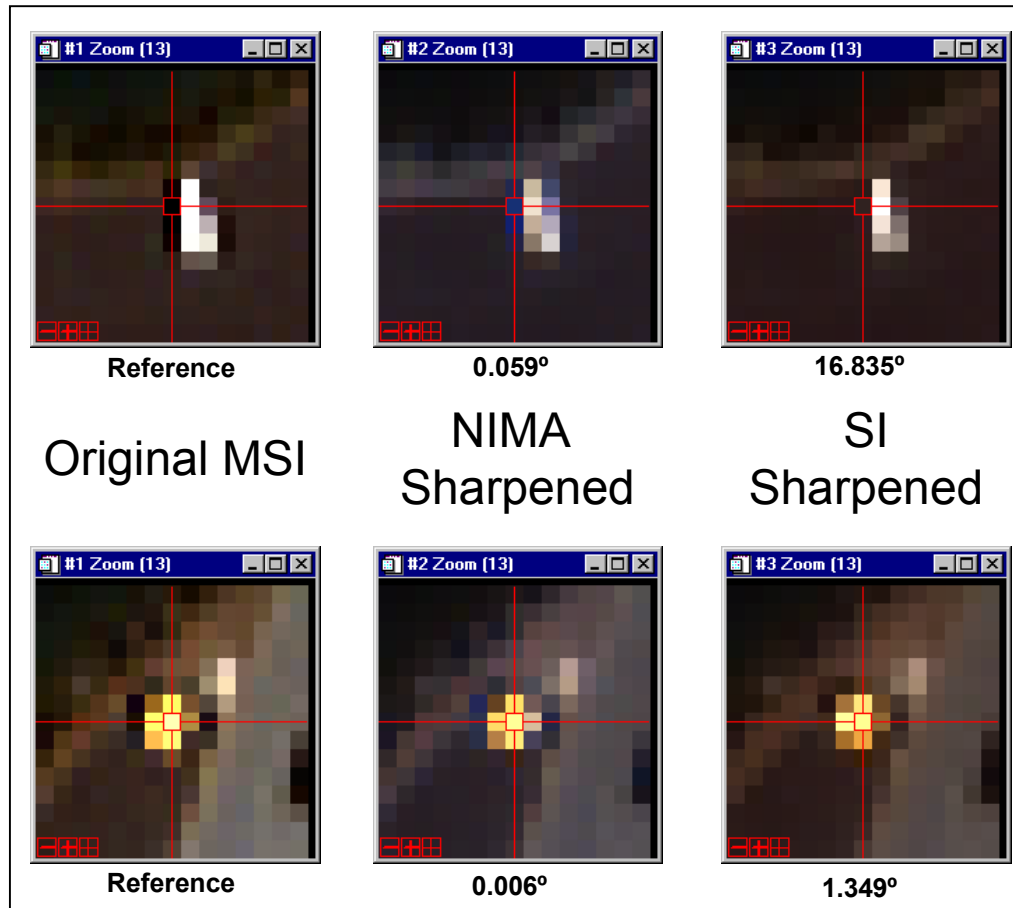 #1 Zoom (13)
#2 Zoom (13)
#3 Zoom (13)
Reference
0.059º
16.835º
Original MSI
NIMA
Sharpened
SI
Sharpened
#1 Zoom (13)
#2 Zoom (13)
#3 Zoom (13)
Reference
0.006º
1.349º